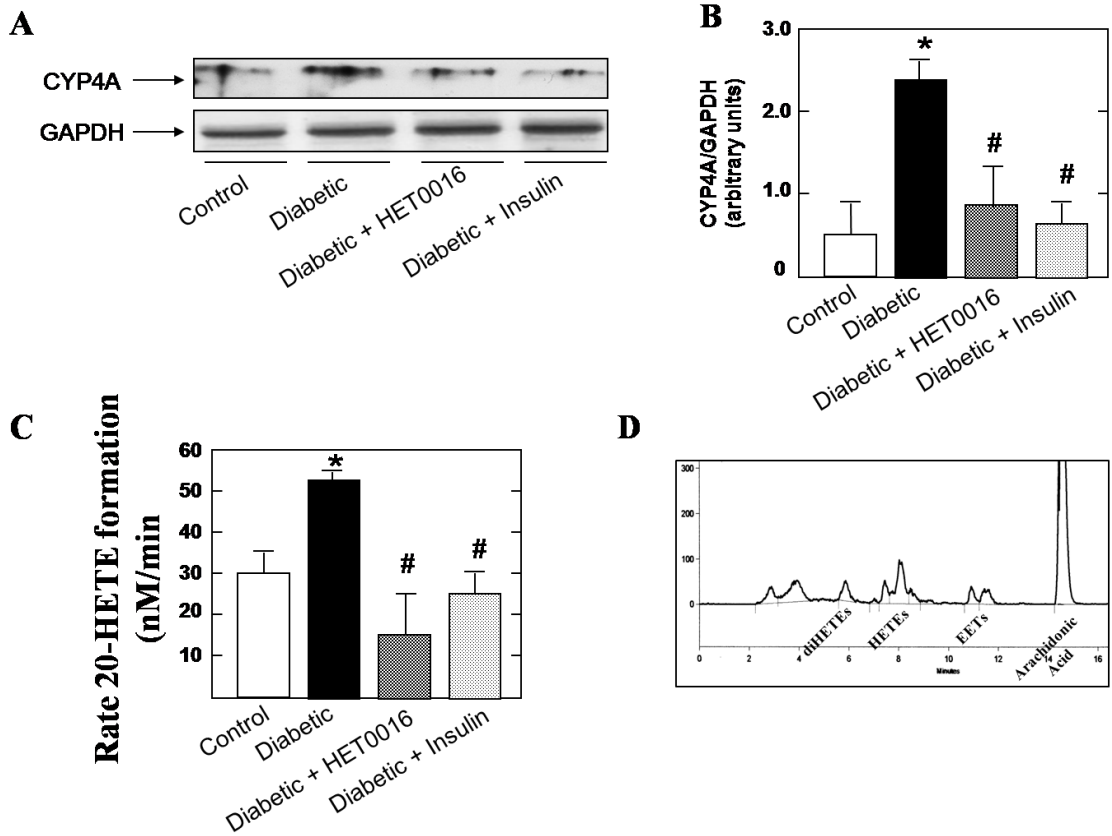 A
CYP4A
GAPDH
Control
Diabetic
Diabetic + HET0016
Diabetic + Insulin
B
CYP4A/GAPDH
(arbitrary units)
3.0
2.0
1.0
0
*
#
#
Control
Diabetic
Diabetic + HET0016
Diabetic + Insulin
C
Rate 20-HETE formation
(nM/min
60
50
40
30
20
10
*
#
#
Control
Diabetic
Diabetic + HET0016
Diabetic + Insulin
D
300
200
100
0
diHETEs
HETEs
EETs
Arachidonic
Acid
0 2 4 6 8 10 12 14 16
Minutes